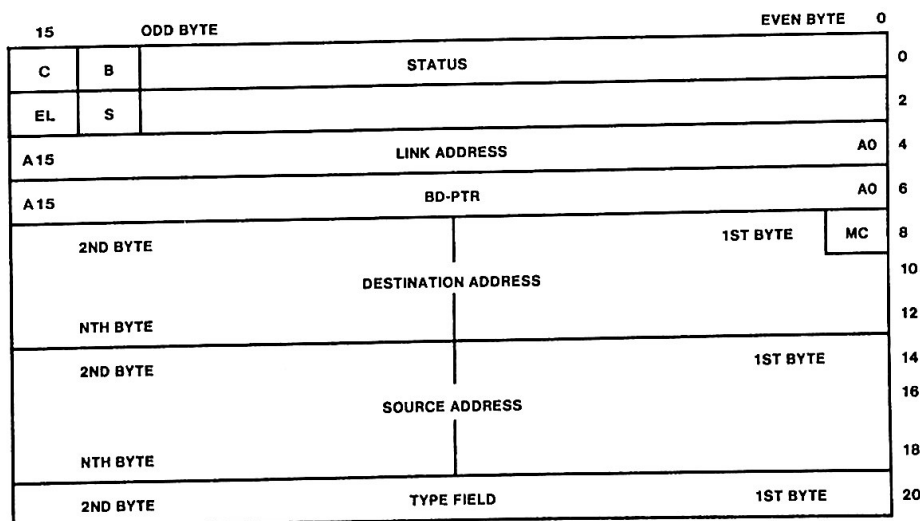 15 ODD BYTE EVEN BYTE 0
C B STATUS 0
EL S 2
A15 LINK ADDRESS A0 4
A15 BD-PTR A0 6
2ND BYTE 1ST BYTE MC 8
10
DESTINATION ADDRESS
NTH BYTE 12
2ND BYTE 1ST BYTE 14
16
SOURCE ADDRESS
NTH BYTE 18
2ND BYTE TYPE FIELD 1ST BYTE 20